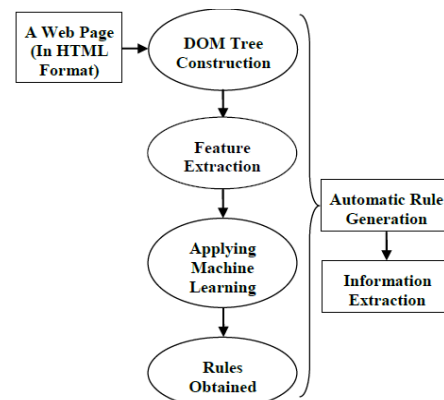 A Web Page
(In HTML
Format)
DOM Tree
Construction
Feature
Extraction
Applying
Machine
Learning
Rules
Obtained
Automatic Rule
Generation
Information
Extraction